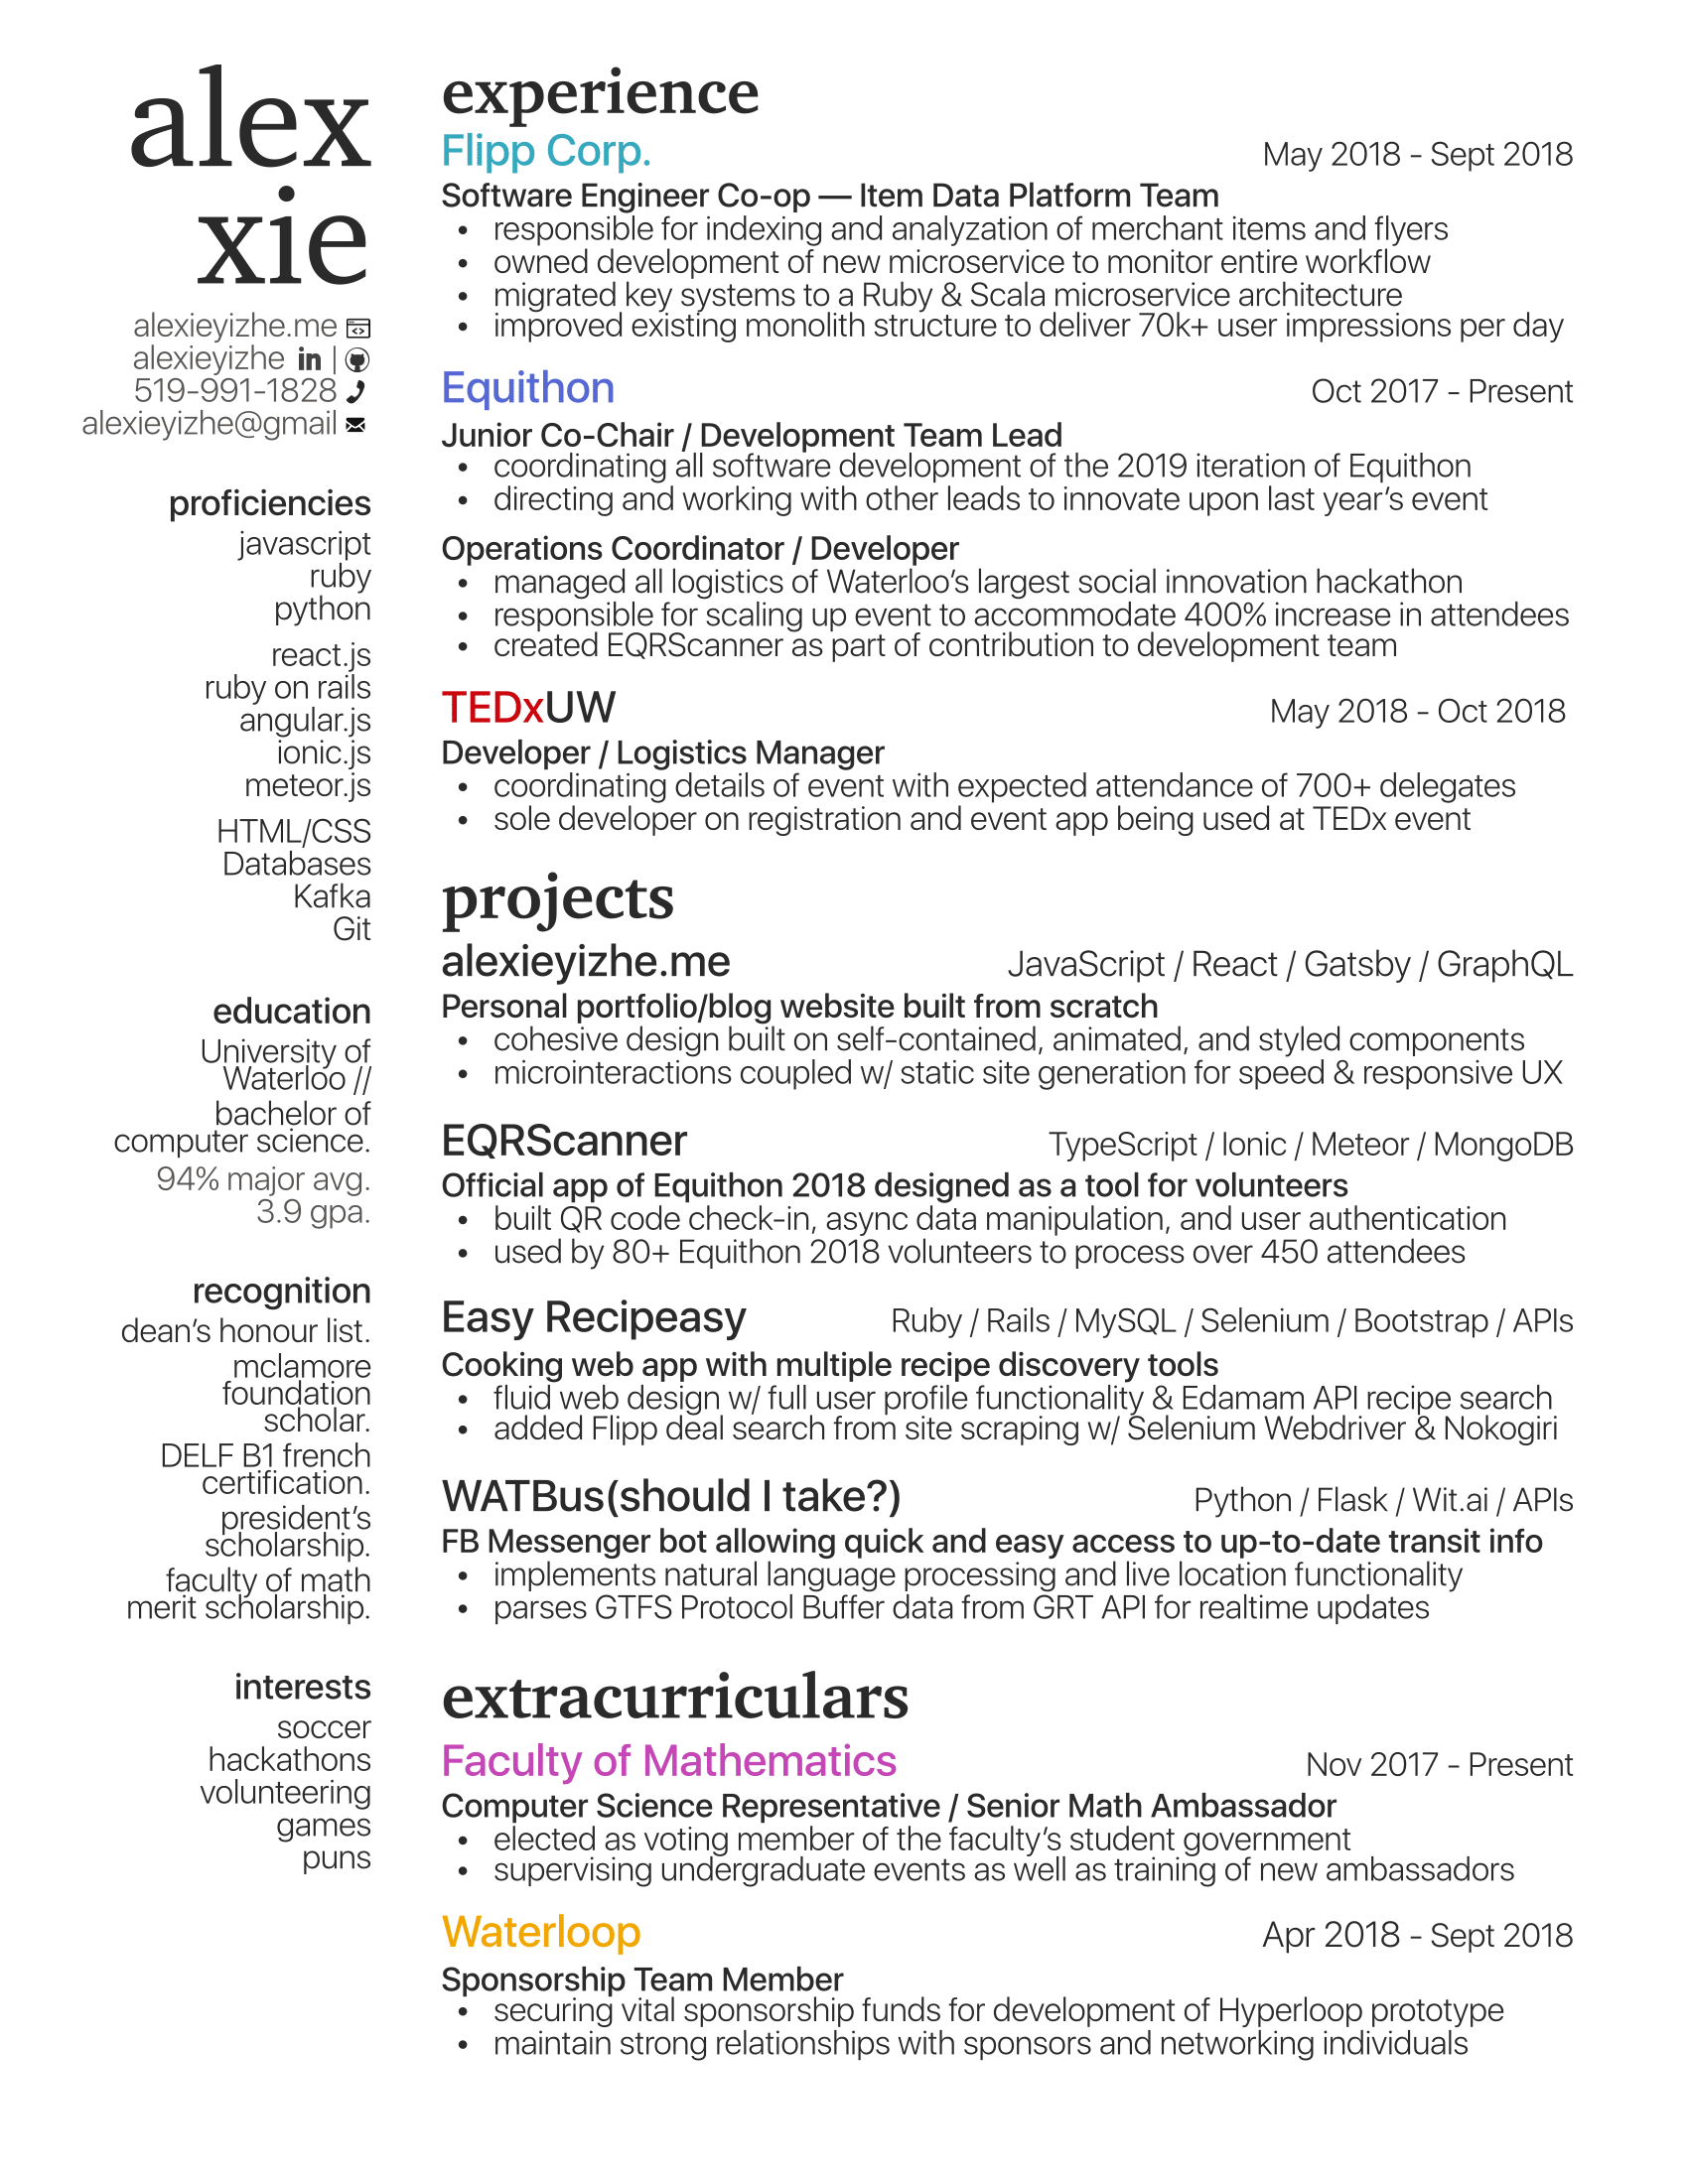 alex
xie
alexieyizhe.me
alexieyizhe in |
519-991-1828
alexieyizhe@gmail
proficiencies
javascript
ruby
python
react.js
ruby on rails
angular.js
ionic.js
meteor.js
HTML/CSS
Databases
Kafka
Git
education
University of
Waterloo //
bachelor of
computer science.
94% major avg.
3.9 gpa.
recognition
dean's honour list.
mclamore
foundation
scholar.
DELF B1 french
certification.
president's
scholarship.
faculty of math
merit scholarship.
interests
soccer
hackathons
volunteering
games
puns
experience
Flipp Corp. May 2018 - Sept 2018
Software Engineer Co-op — Item Data Platform Team
• responsible for indexing and analyzation of merchant items and flyers
• owned development of new microservice to monitor entire workflow
• migrated key systems to a Ruby & Scala microservice architecture
• improved existing monolith structure to deliver 70k+ user impressions per day
Equithon Oct 2017 - Present
Junior Co-Chair / Development Team Lead
• coordinating all software development of the 2019 iteration of Equithon
• directing and working with other leads to innovate upon last year's event
Operations Coordinator / Developer
• managed all logistics of Waterloo's largest social innovation hackathon
• responsible for scaling up event to accommodate 400% increase in attendees
• created EQRScanner as part of contribution to development team
TEDxUW May 2018 - Oct 2018
Developer / Logistics Manager
• coordinating details of event with expected attendance of 700+ delegates
• sole developer on registration and event app being used at TEDx event
projects
alexieyizhe.me JavaScript / React / Gatsby / GraphQL
Personal portfolio/blog website built from scratch
• cohesive design built on self-contained, animated, and styled components
• microinteractions coupled w/ static site generation for speed & responsive UX
EQRScanner TypeScript / Ionic / Meteor / MongoDB
Official app of Equithon 2018 designed as a tool for volunteers
• built QR code check-in, async data manipulation, and user authentication
• used by 80+ Equithon 2018 volunteers to process over 450 attendees
Easy Recipeasy Ruby / Rails / MySQL / Selenium / Bootstrap / APIs
Cooking web app with multiple recipe discovery tools
• fluid web design w/ full user profile functionality & Edamam API recipe search
• added Flipp deal search from site scraping w/ Selenium Webdriver & Nokogiri
WATBus(should I take?) Python / Flask / Wit.ai / APIs
FB Messenger bot allowing quick and easy access to up-to-date transit info
• implements natural language processing and live location functionality
• parses GTFS Protocol Buffer data from GRT API for realtime updates
extracurriculars
Faculty of Mathematics Nov 2017 - Present
Computer Science Representative / Senior Math Ambassador
• elected as voting member of the faculty's student government
• supervising undergraduate events as well as training of new ambassadors
Waterloop Apr 2018 - Sept 2018
Sponsorship Team Member
• securing vital sponsorship funds for development of Hyperloop prototype
• maintain strong relationships with sponsors and networking individuals